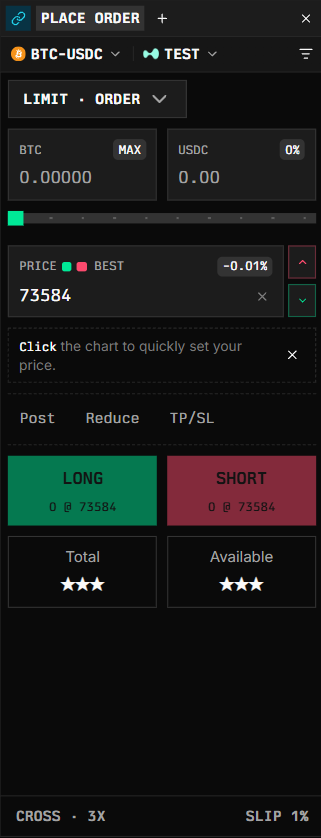 PLACE ORDER + ×
BTC-USDC TEST
LIMIT · ORDER
BTC MAX USDC 0%
0.00000 0.00
PRICE BEST -0.01%
73584 ×
Click the chart to quickly set your ×
price.
Post Reduce TP/SL
LONG SHORT
0 @ 73584 0 @ 73584
Total Available
★★★ ★★★
CROSS · 3X SLIP 1%